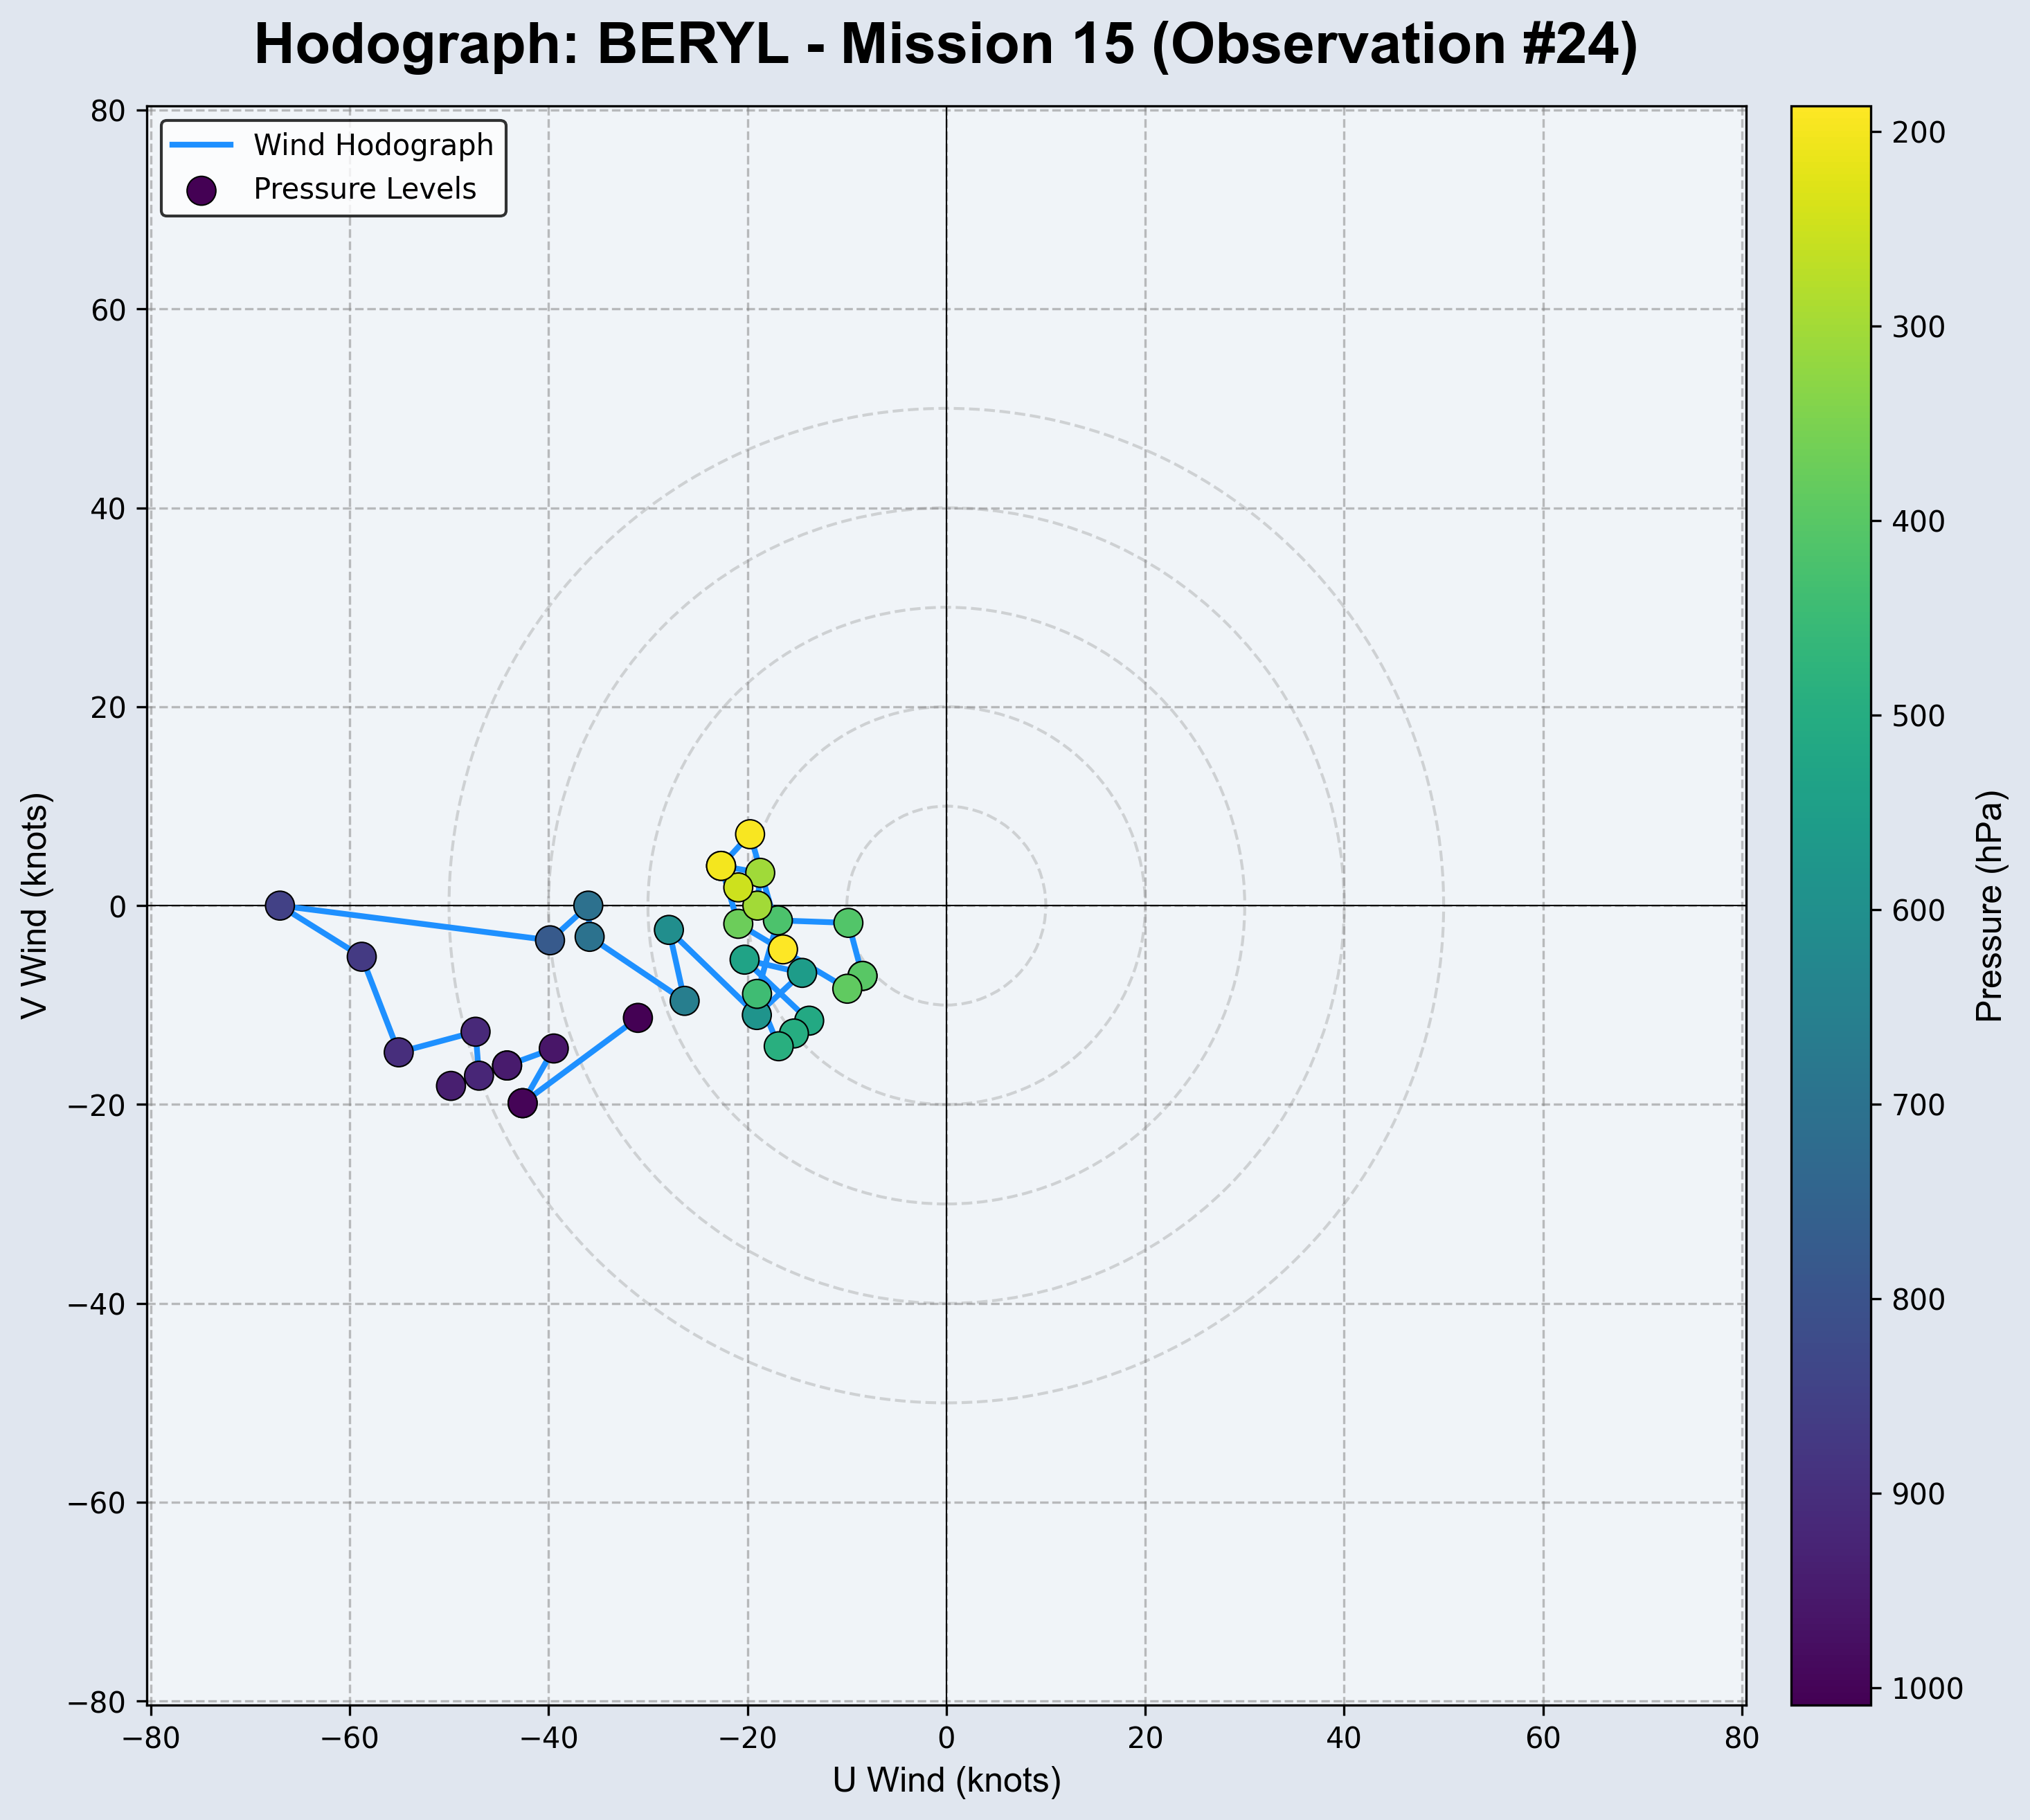 Hodograph: BERYL - Mission 15 (Observation #24)
Wind Hodograph
Pressure Levels
80
60
40
20
0
−20
−40
−60
−80
V Wind (knots)
−80 −60 −40 −20 0 20 40 60 80
U Wind (knots)
200
300
400
500
600
700
800
900
1000
Pressure (hPa)